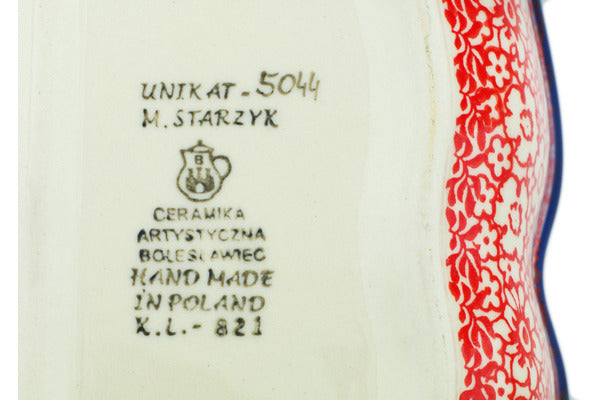 UNIKAT-5044
M. STARZYK
B
CERAMIKA
ARTYSTYCZNA
BOLESŁAWIEC
HAND MADE
IN POLAND
K.L.-821